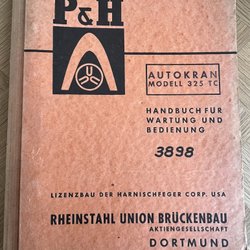 P&H
AUTOKRAN
MODELL 325 TC
HANDBUCH FÜR
WARTUNG UND
BEDIENUNG
3898
LIZENZBAU DER HARNISCHFEGER CORP. USA
RHEINSTAHL UNION BRÜCKENBAU
AKTIENGESELLSCHAFT
DORTMUND